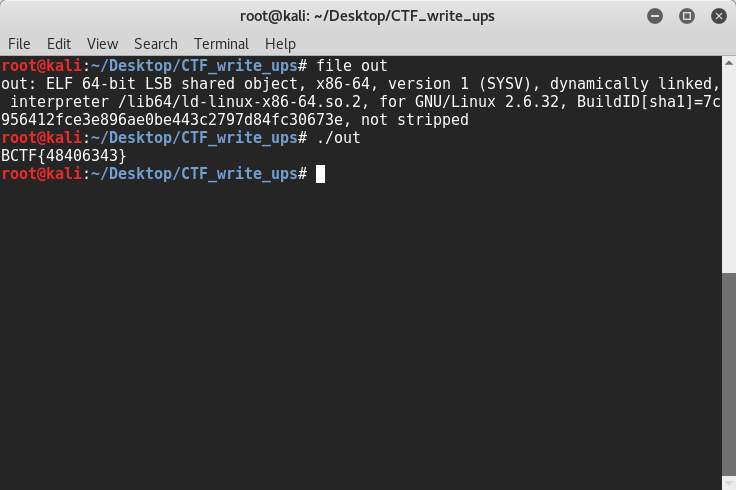 root@kali: ~/Desktop/CTF_write_ups
File Edit View Search Terminal Help
root@kali:~/Desktop/CTF_write_ups# file out
out: ELF 64-bit LSB shared object, x86-64, version 1 (SYSV), dynamically linked,
 interpreter /lib64/ld-linux-x86-64.so.2, for GNU/Linux 2.6.32, BuildID[sha1]=7c
956412fce3e896ae0be443c2797d84fc30673e, not stripped
root@kali:~/Desktop/CTF_write_ups# ./out
BCTF{48406343}
root@kali:~/Desktop/CTF_write_ups#